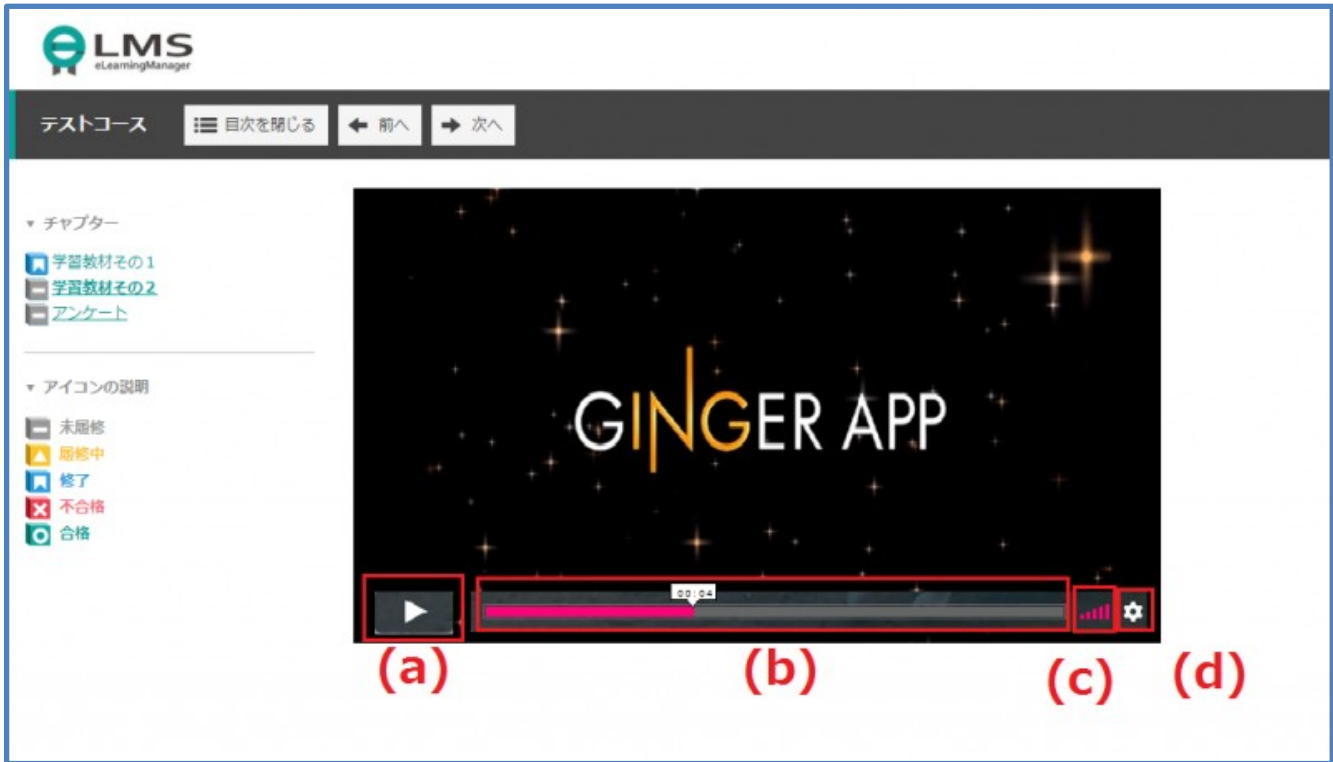 LMS
eLearningManager
テストコース
目次を閉じる
前へ
次へ
チャプター
学習教材その1
学習教材その2
アンケート
アイコンの説明
未履修
履修中
修了
不合格
合格
GINGER APP
00:04
(a)
(b)
(c)
(d)